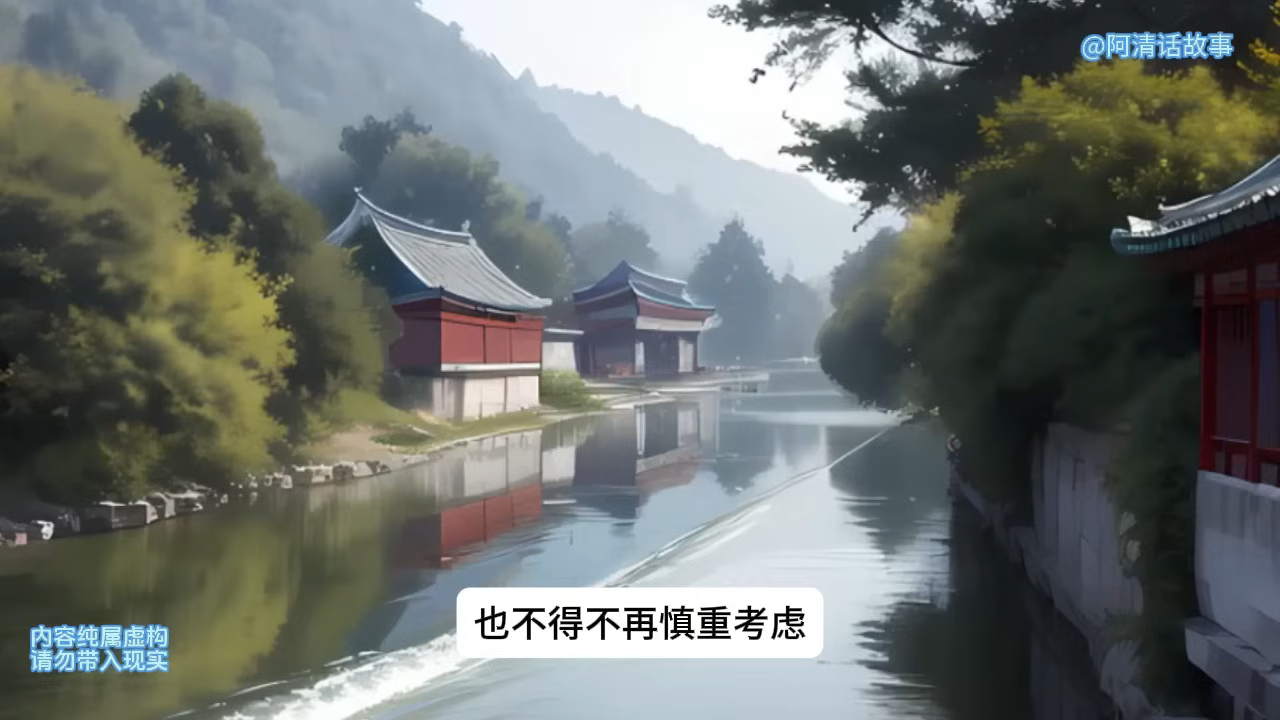 @阿清话故事
也不得不再慎重考虑
内容纯属虚构
请勿带入现实